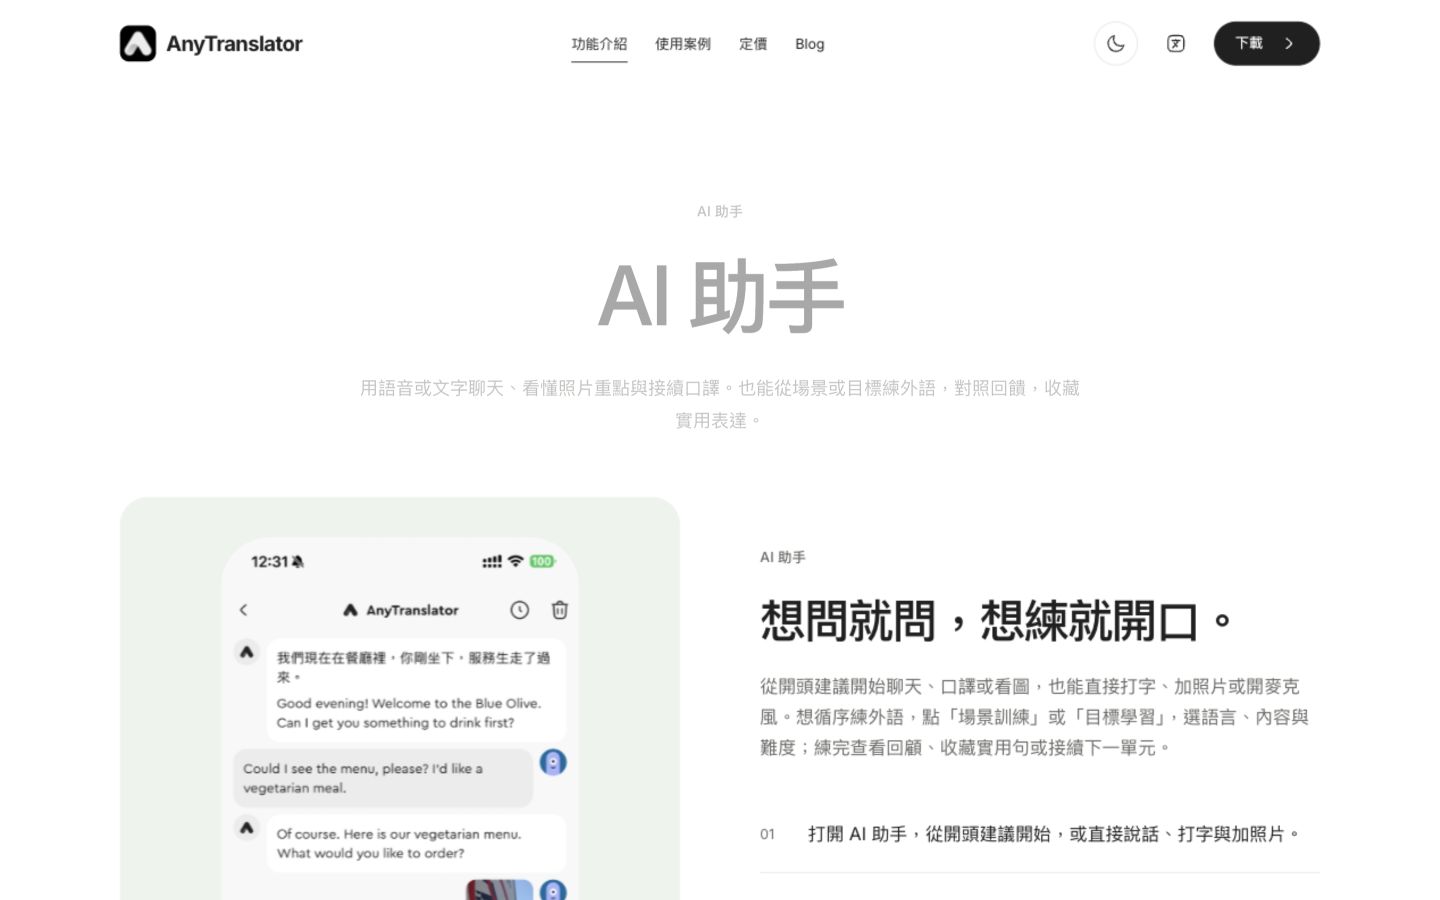 AnyTranslator
功能介紹
使用案例
定價
Blog
下載
AI 助手
AI 助手
用語音或文字聊天、看懂照片重點與接續口譯。也能從場景或目標練外語，對照回饋，收藏
實用表達。
12:31
100
AnyTranslator
我們現在在餐廳裡，你剛坐下，服務生走了過
來。
Good evening! Welcome to the Blue Olive.
Can I get you something to drink first?
Could I see the menu, please? I'd like a
vegetarian meal.
Of course. Here is our vegetarian menu.
What would you like to order?
AI 助手
想問就問，想練就開口。
從開頭建議開始聊天、口譯或看圖，也能直接打字、加照片或開麥克
風。想循序練外語，點「場景訓練」或「目標學習」，選語言、內容與
難度；練完查看回顧、收藏實用句或接續下一單元。
01
打開 AI 助手，從開頭建議開始，或直接說話、打字與加照片。